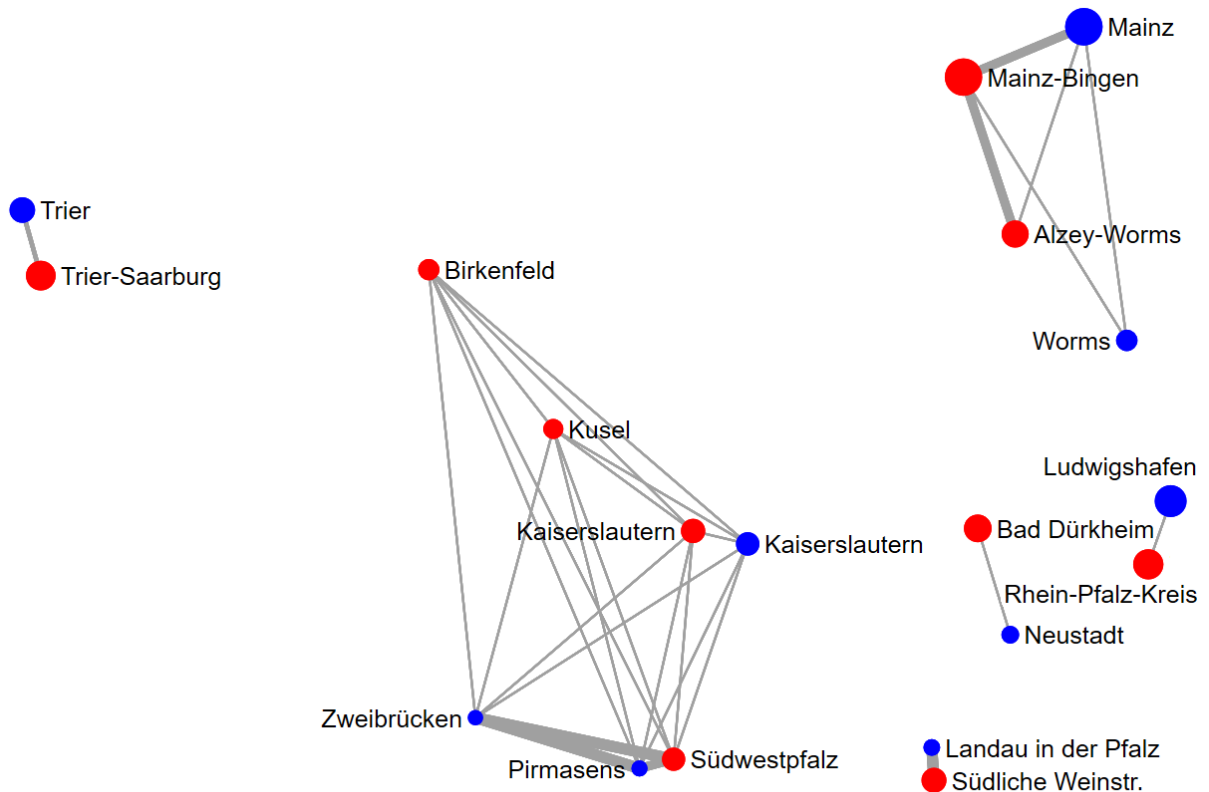 Mainz
Mainz-Bingen
Trier
Alzey-Worms
Trier-Saarburg
Birkenfeld
Worms
Kusel
Ludwigshafen
Kaiserslautern
Kaiserslautern
Bad Dürkheim
Rhein-Pfalz-Kreis
Neustadt
Zweibrücken
Landau in der Pfalz
Pirmasens
Südwestpfalz
Südliche Weinstr.